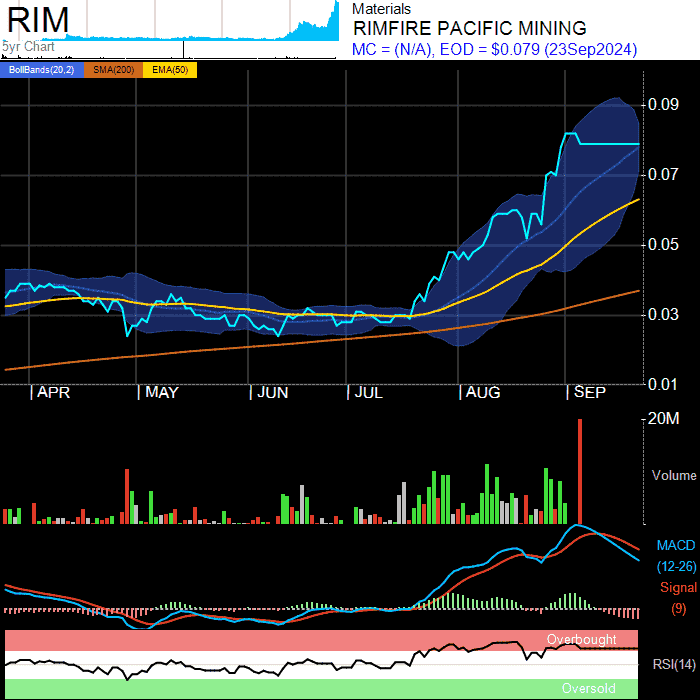 RIM
5yr Chart
Materials
RIMFIRE PACIFIC MINING
MC = (N/A), EOD = $0.079 (23Sep2024)
BollBands(20,2) SMA(200) EMA(50)
0.09
0.07
0.05
0.03
0.01
APR MAY JUN JUL AUG SEP
20M
Volume
MACD
(12-26)
Signal
(9)
Overbought
RSI(14)
Oversold